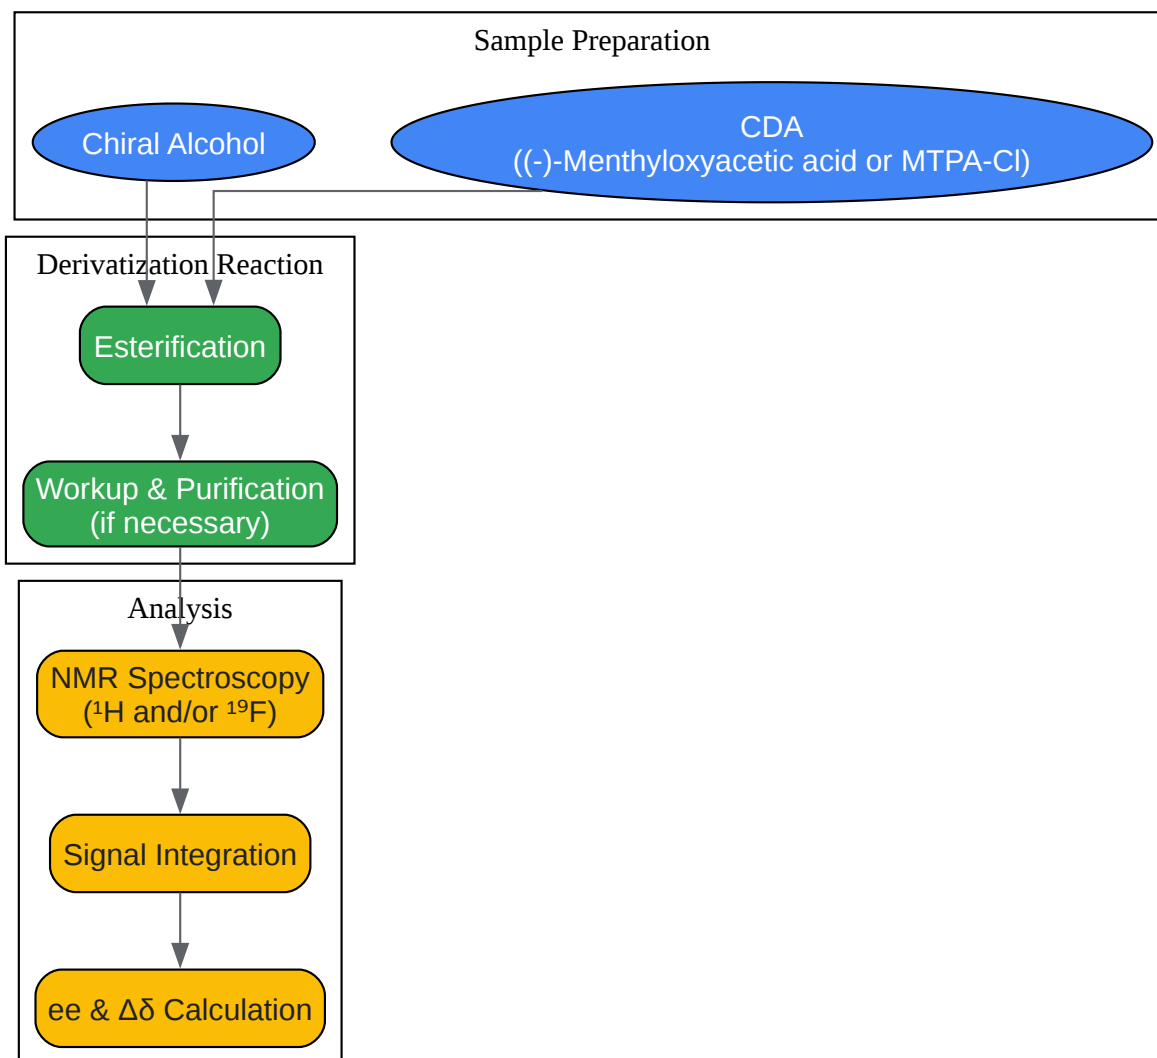 Sample Preparation
Chiral Alcohol
CDA
((-)-Menthyloxyacetic acid or MTPA-Cl)
Derivatization Reaction
Esterification
Workup & Purification
(if necessary)
Analysis
NMR Spectroscopy
(¹H and/or ¹⁹F)
Signal Integration
ee & Δδ Calculation